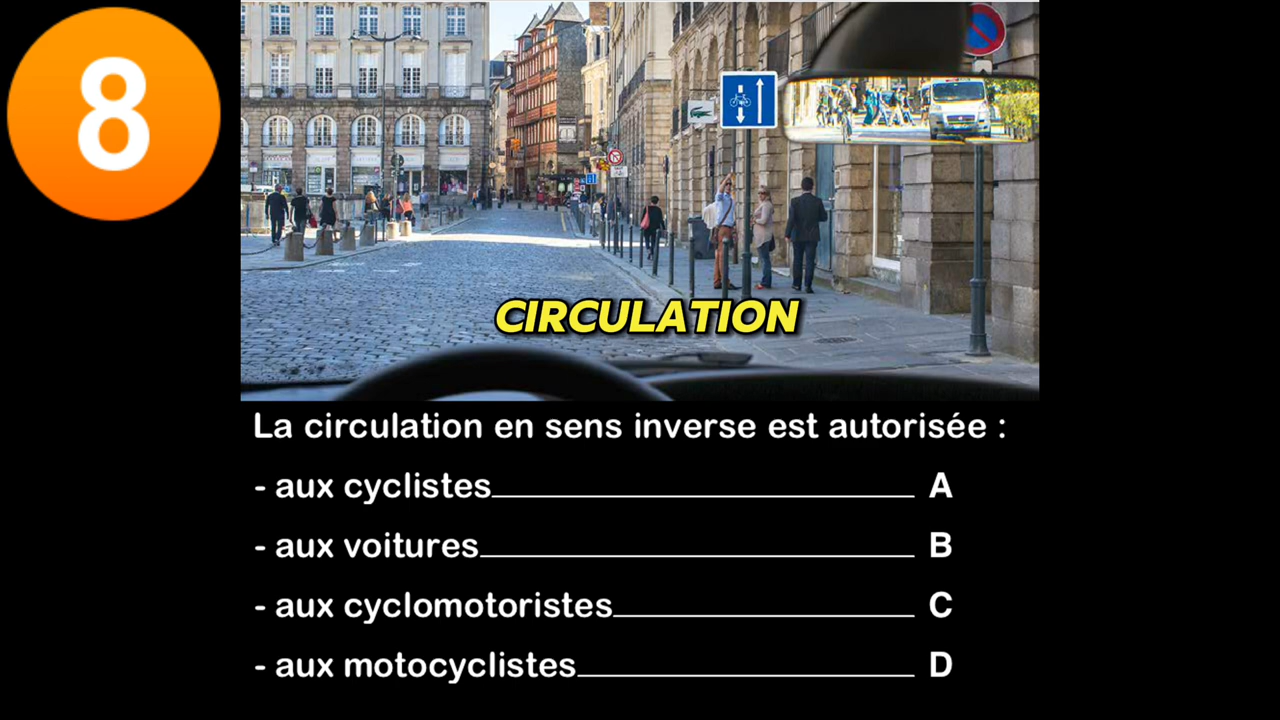 8
CIRCULATION
La circulation en sens inverse est autorisée :
- aux cyclistes A
- aux voitures B
- aux cyclomotoristes C
- aux motocyclistes D